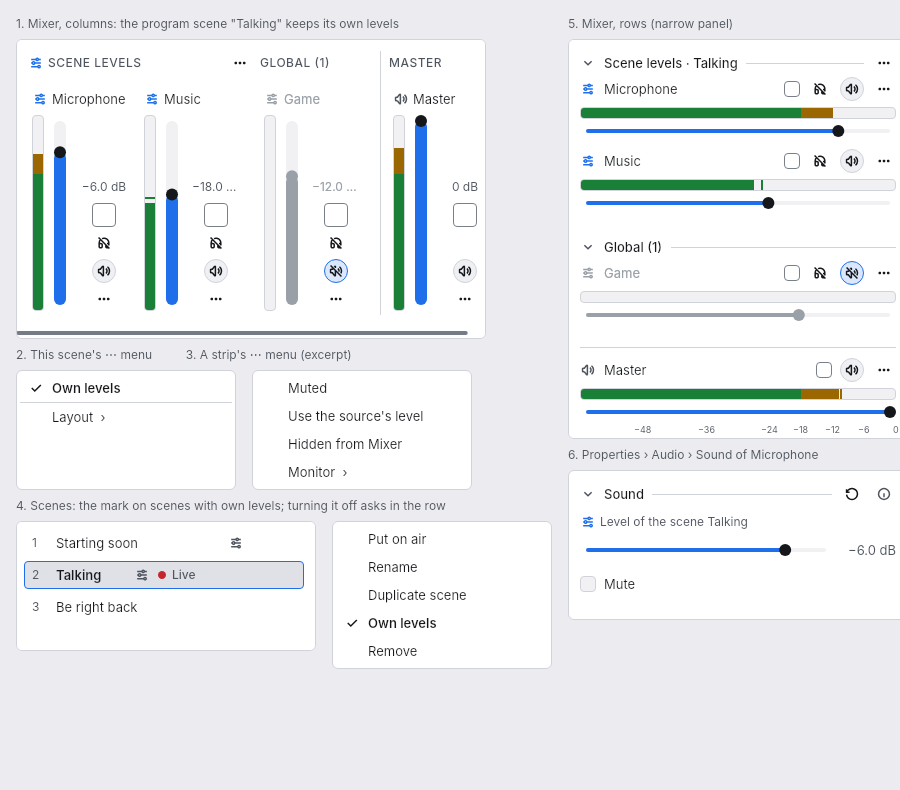 1. Mixer, columns: the program scene "Talking" keeps its own levels
SCENE LEVELS ••• GLOBAL (1) MASTER
Microphone Music Game Master
−6.0 dB −18.0 ... −12.0 ... 0 dB
2. This scene's ··· menu
Own levels
Layout ›
3. A strip's ··· menu (excerpt)
Muted
Use the source's level
Hidden from Mixer
Monitor ›
4. Scenes: the mark on scenes with own levels; turning it off asks in the row
1 Starting soon
2 Talking Live
3 Be right back
Put on air
Rename
Duplicate scene
Own levels
Remove
5. Mixer, rows (narrow panel)
Scene levels · Talking
Microphone
Music
Global (1)
Game
Master
−48 −36 −24 −18 −12 −6 0
6. Properties › Audio › Sound of Microphone
Sound
Level of the scene Talking
−6.0 dB
Mute